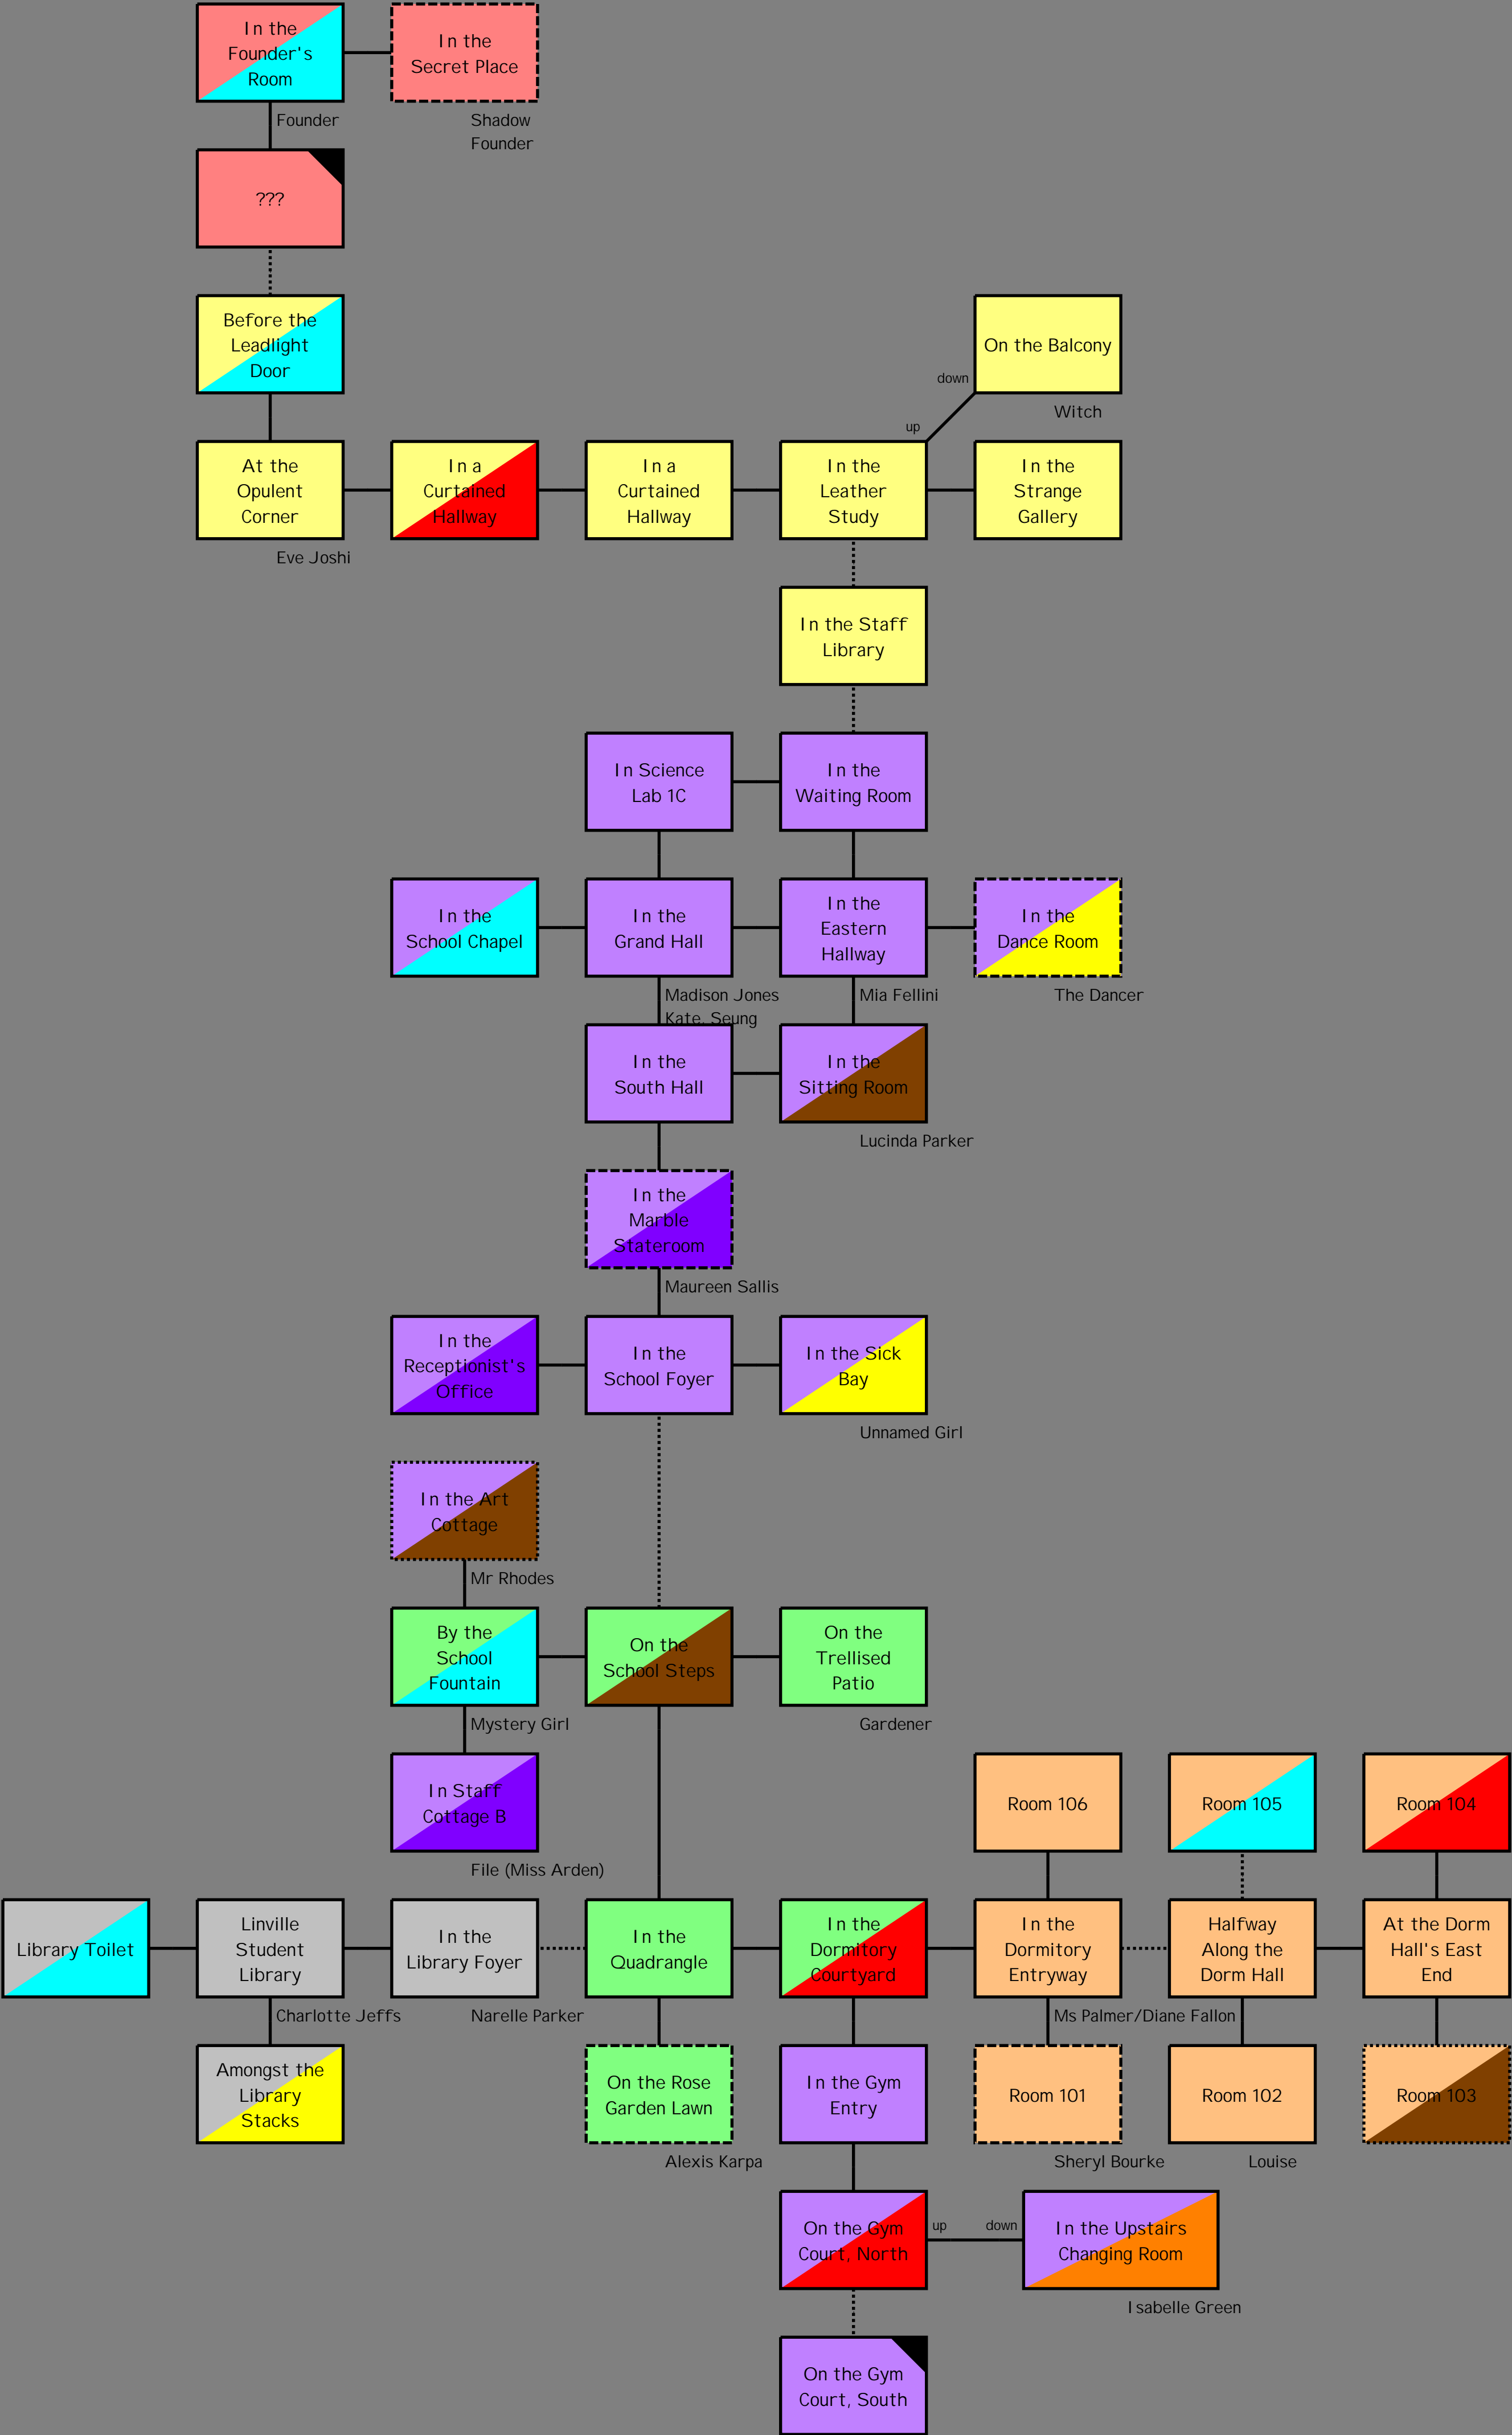 In the
Founder's
Room
In the
Secret Place
Founder
Shadow
Founder
???
Before the
Leadlight
Door
On the Balcony
down
Witch
up
At the
Opulent
Corner
In a
Curtained
Hallway
In a
Curtained
Hallway
In the
Leather
Study
In the
Strange
Gallery
Eve Joshi
In the Staff
Library
In Science
Lab 1C
In the
Waiting Room
In the
School Chapel
In the
Grand Hall
In the
Eastern
Hallway
In the
Dance Room
Madison Jones
Kate, Seung
Mia Fellini
The Dancer
In the
South Hall
In the
Sitting Room
Lucinda Parker
In the
Marble
Stateroom
Maureen Sallis
In the
Receptionist's
Office
In the
School Foyer
In the Sick
Bay
Unnamed Girl
In the Art
Cottage
Mr Rhodes
By the
School
Fountain
On the
School Steps
On the
Trellised
Patio
Mystery Girl
Gardener
In Staff
Cottage B
Room 106
Room 105
Room 104
File (Miss Arden)
Library Toilet
Linville
Student
Library
In the
Library Foyer
In the
Quadrangle
In the
Dormitory
Courtyard
In the
Dormitory
Entryway
Halfway
Along the
Dorm Hall
At the Dorm
Hall's East
End
Charlotte Jeffs
Narelle Parker
Ms Palmer/Diane Fallon
Amongst the
Library
Stacks
On the Rose
Garden Lawn
In the Gym
Entry
Room 101
Room 102
Room 103
Alexis Karpa
Sheryl Bourke
Louise
On the Gym
Court, North
up
down
In the Upstairs
Changing Room
Isabelle Green
On the Gym
Court, South